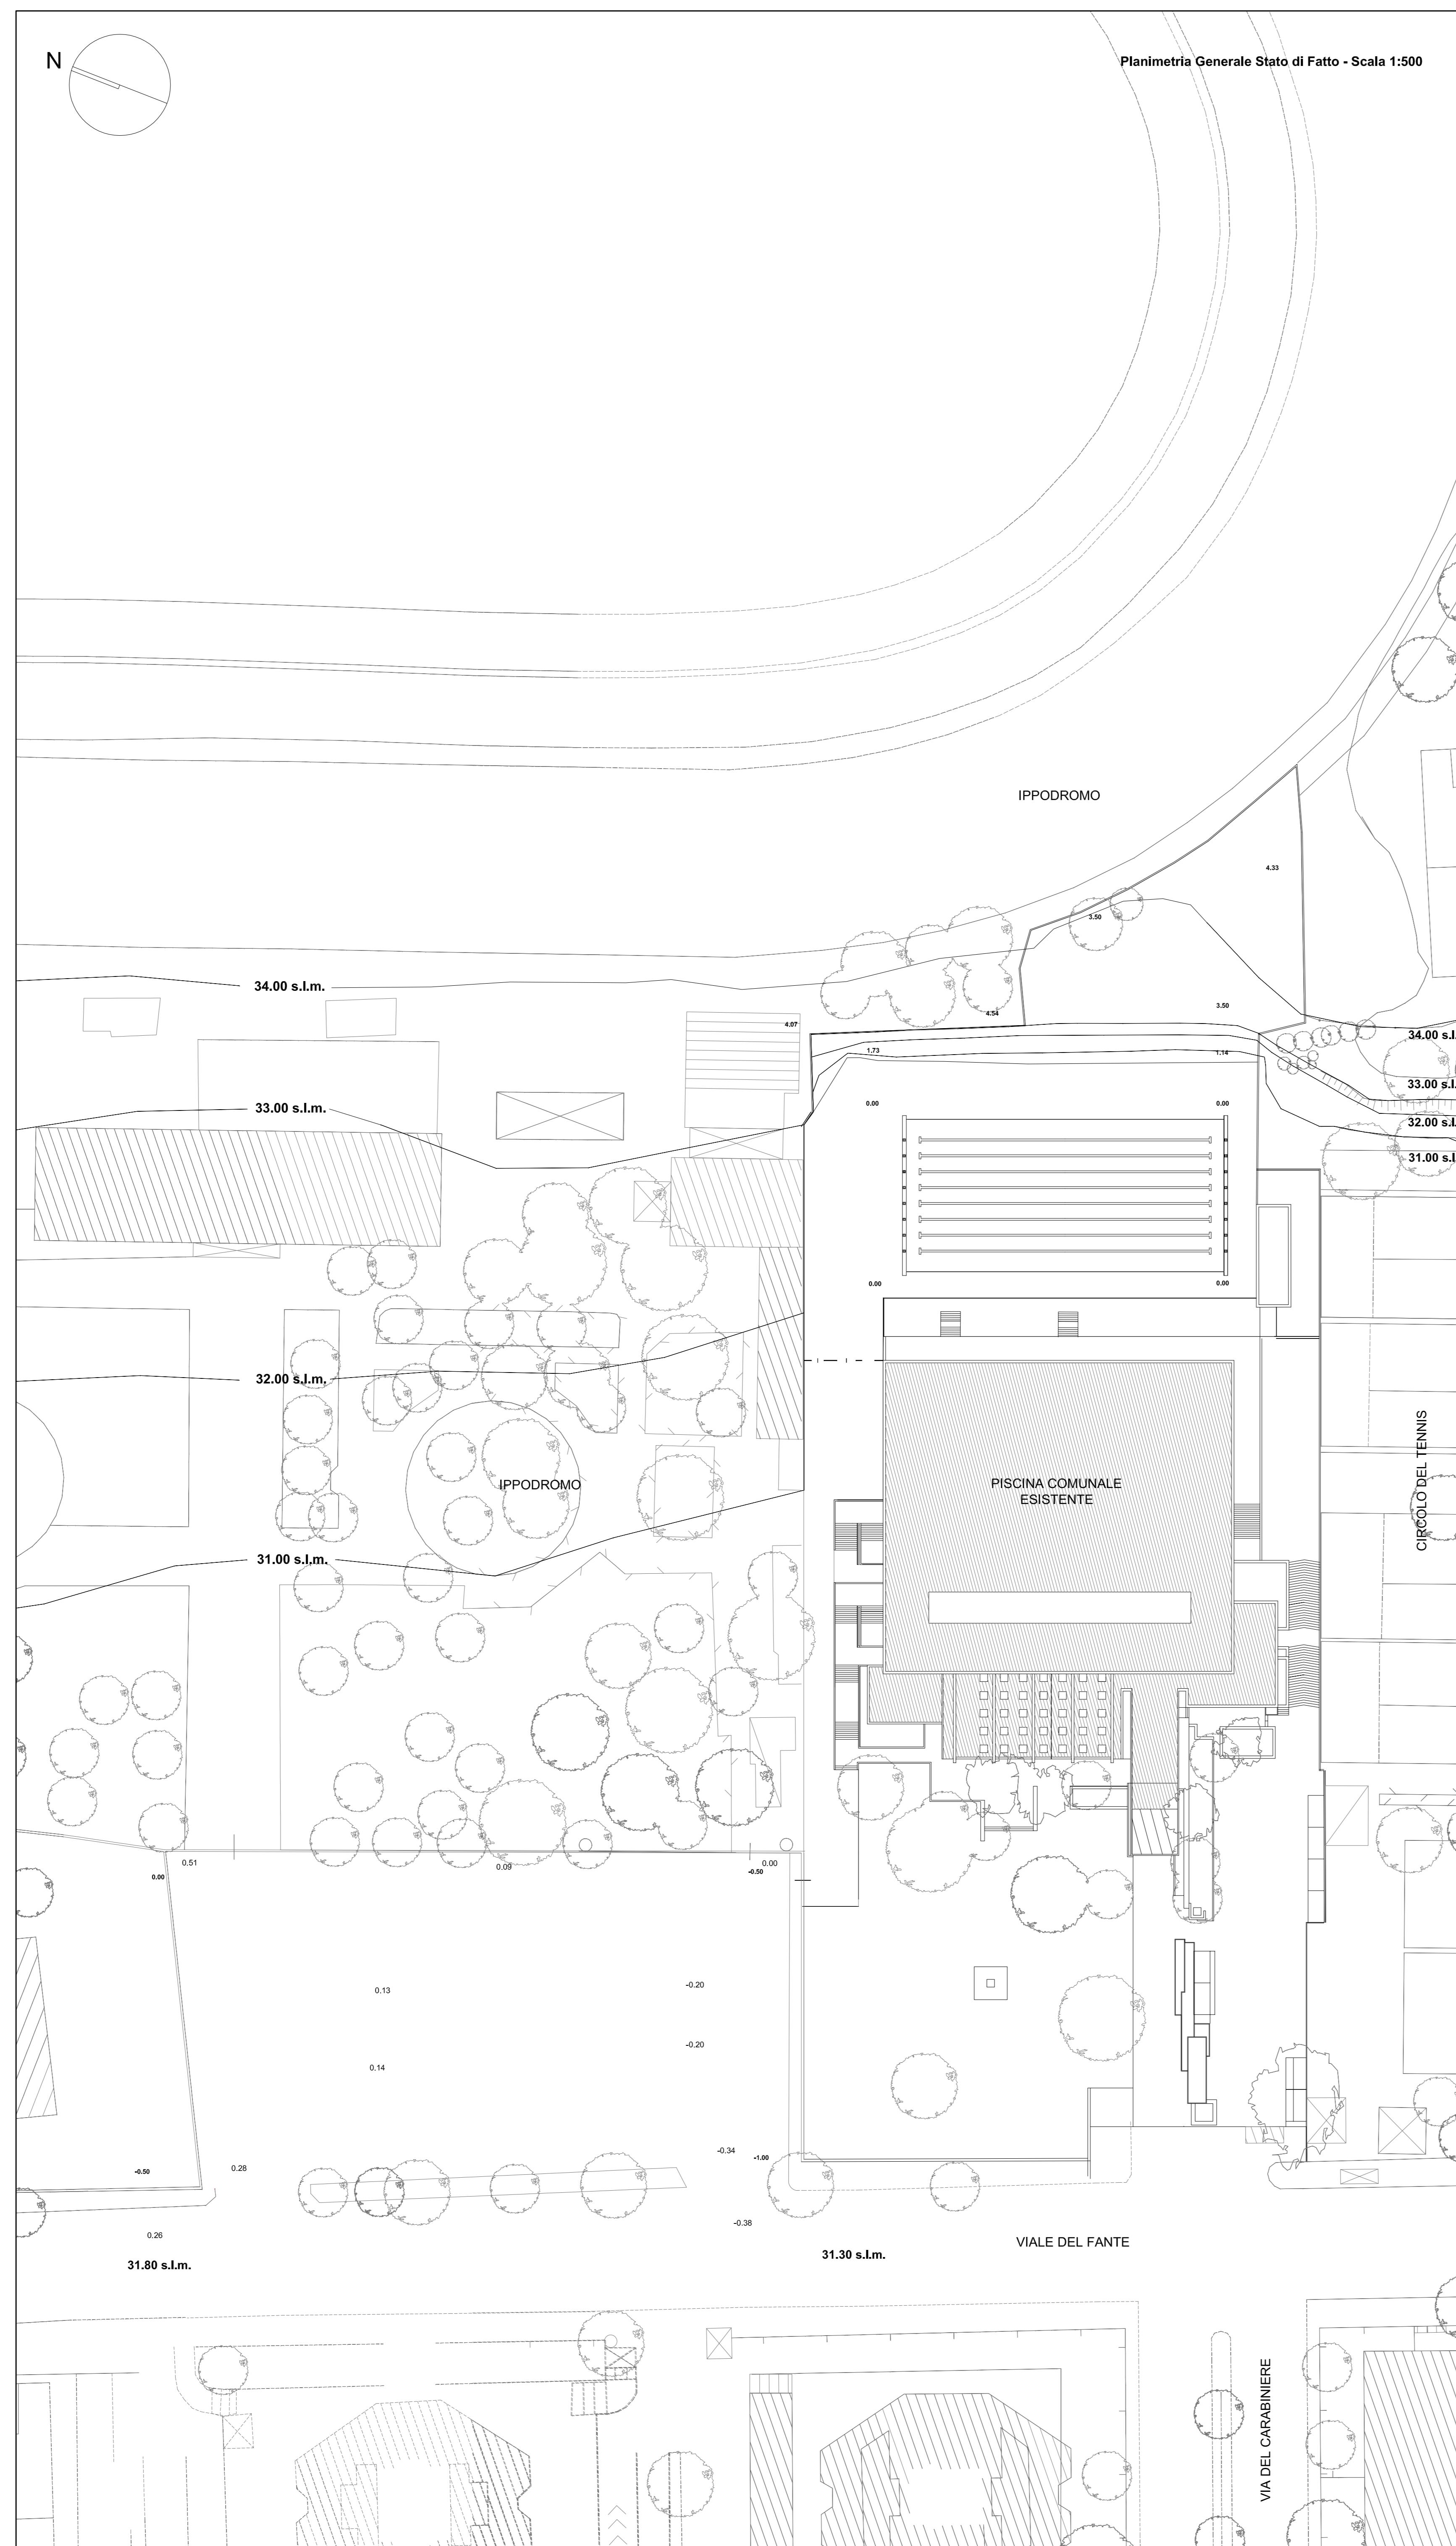 N
Planimetria Generale Stato di Fatto - Scala 1:500
IPPODROMO
4.33
3.50
34.00 s.l.m.
4.07
4.54
3.50
34.00 s.l
1.73
1.14
33.00 s.l
33.00 s.l.m.
0.00
0.00
32.00 s.l
31.00 s.l
0.00
0.00
32.00 s.l.m.
IPPODROMO
PISCINA COMUNALE
ESISTENTE
CIRCOLO DEL TENNIS
31.00 s.l.m.
0.51
0.00
0.09
0.00
-0.50
0.13
-0.20
-0.20
0.14
-0.34
-1.00
-0.50
0.28
-0.38
0.26
VIALE DEL FANTE
31.80 s.l.m.
31.30 s.l.m.
VIA DEL CARABINIERE